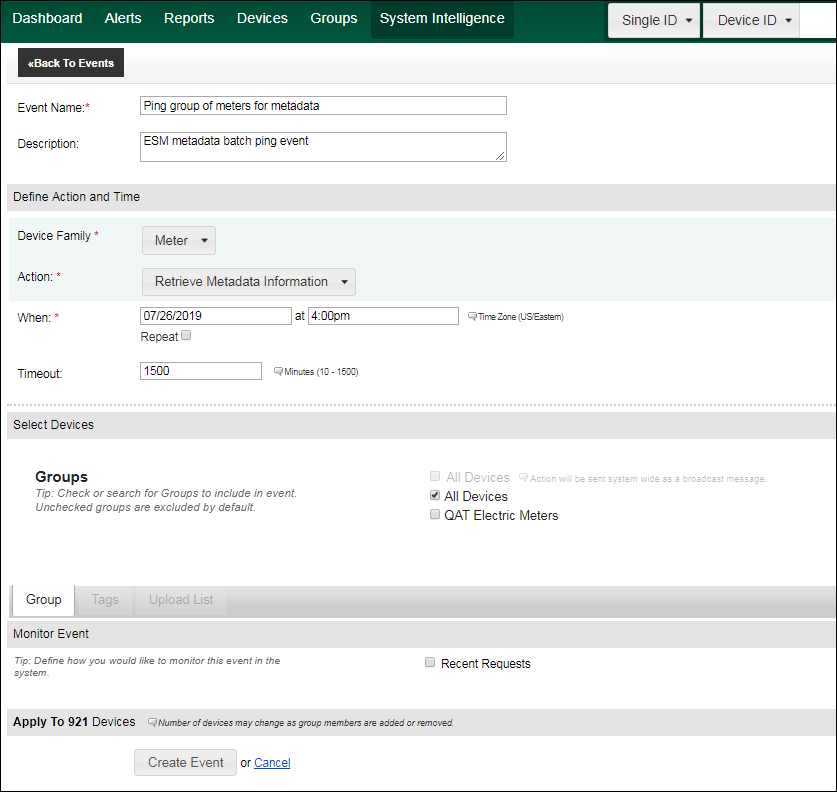 Dashboard Alerts Reports Devices Groups System Intelligence Single ID Device ID
«Back To Events
Event Name:* Ping group of meters for metadata
Description: ESM metadata batch ping event
Define Action and Time
Device Family * Meter
Action: * Retrieve Metadata Information
When: * 07/26/2019 at 4:00pm Time Zone (US/Eastern)
Repeat
Timeout: 1500 Minutes (10 - 1500)
Select Devices
Groups
Tip: Check or search for Groups to include in event.
Unchecked groups are excluded by default.
All Devices Action will be sent system wide as a broadcast message.
All Devices
QAT Electric Meters
Group Tags Upload List
Monitor Event
Tip: Define how you would like to monitor this event in the
system.
Recent Requests
Apply To 921 Devices Number of devices may change as group members are added or removed.
Create Event or Cancel